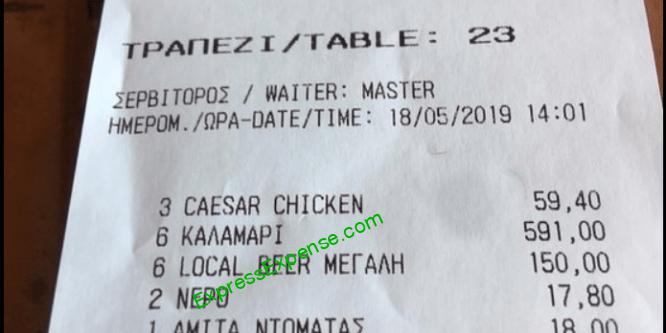 ΤΡΑΠΕΖΙ/TABLE: 23
ΣΕΡΒΙΤΟΡΟΣ / WAITER: MASTER
ΗΜΕΡΟΜ./ΩΡΑ-DATE/TIME: 18/05/2019 14:01
3 CAESAR CHICKEN 59,40
6 ΚΑΛΑΜΑΡΙ 591,00
6 LOCAL BEER ΜΕΓΑΛΗ 150,00
2 ΝΕΡΟ 17,80
1 ΑΜΙΤΑ ΝΤΟΜΑΤΑΣ 18,00
ExpressExpense.com